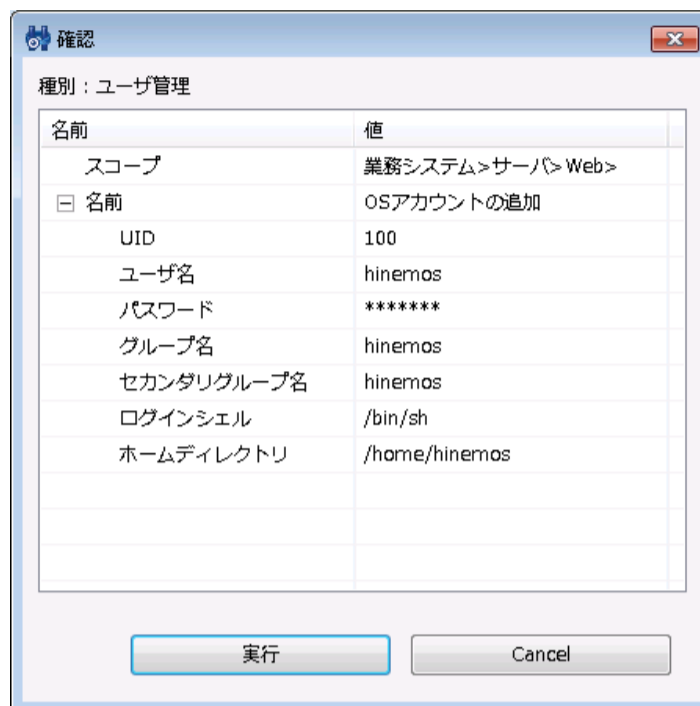 確認
種別：ユーザ管理
名前 値
スコープ 業務システム>サーバ>Web>
名前 OSアカウントの追加
UID 100
ユーザ名 hinemos
パスワード *******
グループ名 hinemos
セカンダリグループ名 hinemos
ログインシェル /bin/sh
ホームディレクトリ /home/hinemos
実行 Cancel